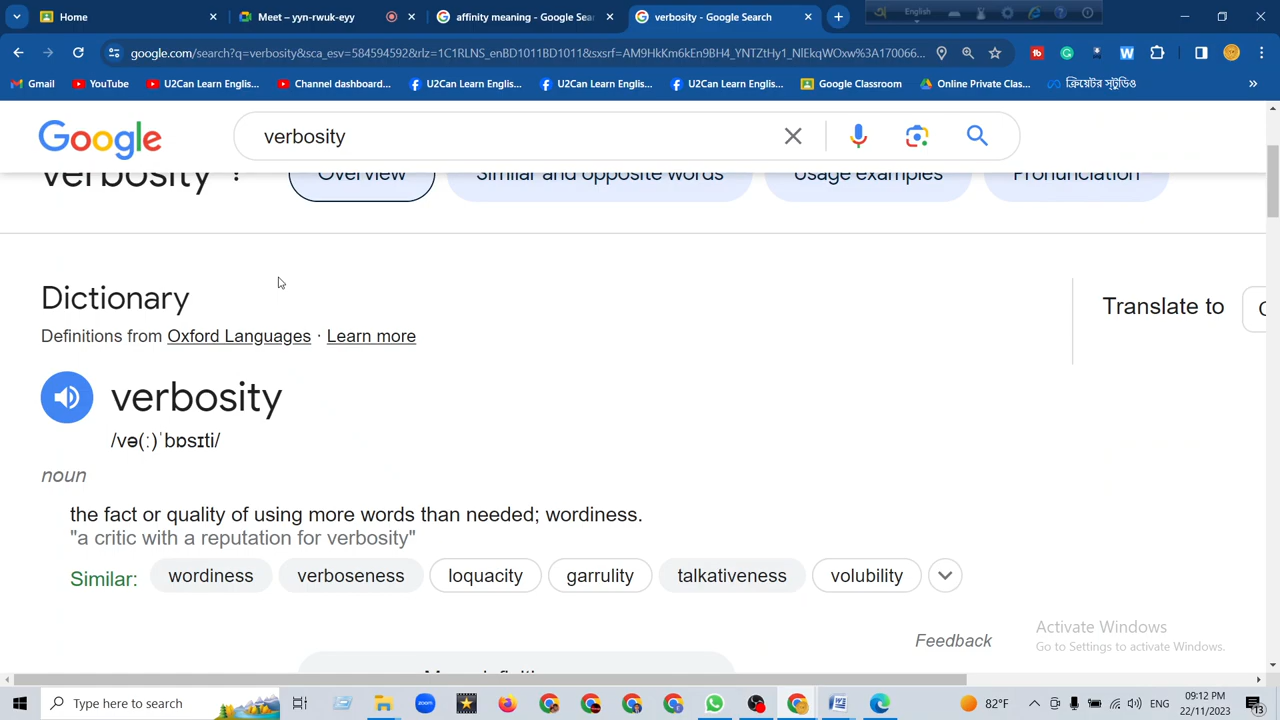 Home
Meet – yyn-rwuk-eyy
affinity meaning - Google Sear
verbosity - Google Search
English
google.com/search?q=verbosity&sca_esv=584594592&rlz=1C1RLNS_enBD1011BD1011&sxsrf=AM9HkKm6kEn9BH4_YNTZtHy1_NlEkqWOxw%3A170066...
Gmail
YouTube
U2Can Learn Englis...
Channel dashboard...
U2Can Learn Englis...
U2Can Learn Englis...
U2Can Learn Englis...
Google Classroom
Online Private Clas...
ক্রিয়েটর স্টুডিও
»
Google
verbosity
verbosity
Overview
Similar and opposite words
Usage examples
Pronunciation
Dictionary
Definitions from Oxford Languages · Learn more
Translate to
verbosity
/və(ː)ˈbɒsɪti/
noun
the fact or quality of using more words than needed; wordiness.
"a critic with a reputation for verbosity"
Similar:
wordiness
verboseness
loquacity
garrulity
talkativeness
volubility
Feedback
Activate Windows
Go to Settings to activate Windows.
Type here to search
zoom
82°F
ENG
09:12 PM
22/11/2023
13